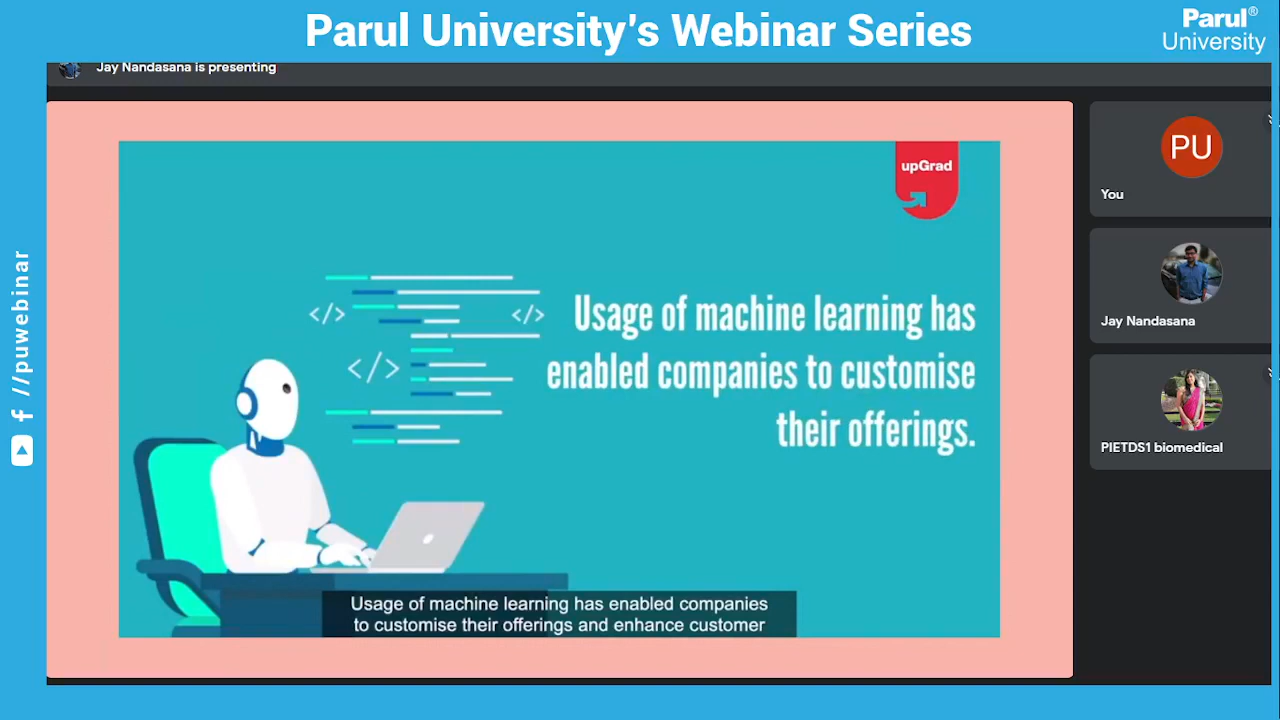 Parul University's Webinar Series
Parul®
University
Jay Nandasana is presenting
upGrad
</>
</>
</>
Usage of machine learning has
enabled companies to customise
their offerings.
Usage of machine learning has enabled companies
to customise their offerings and enhance customer
PU
You
Jay Nandasana
PIETDS1 biomedical
f //puwebinar